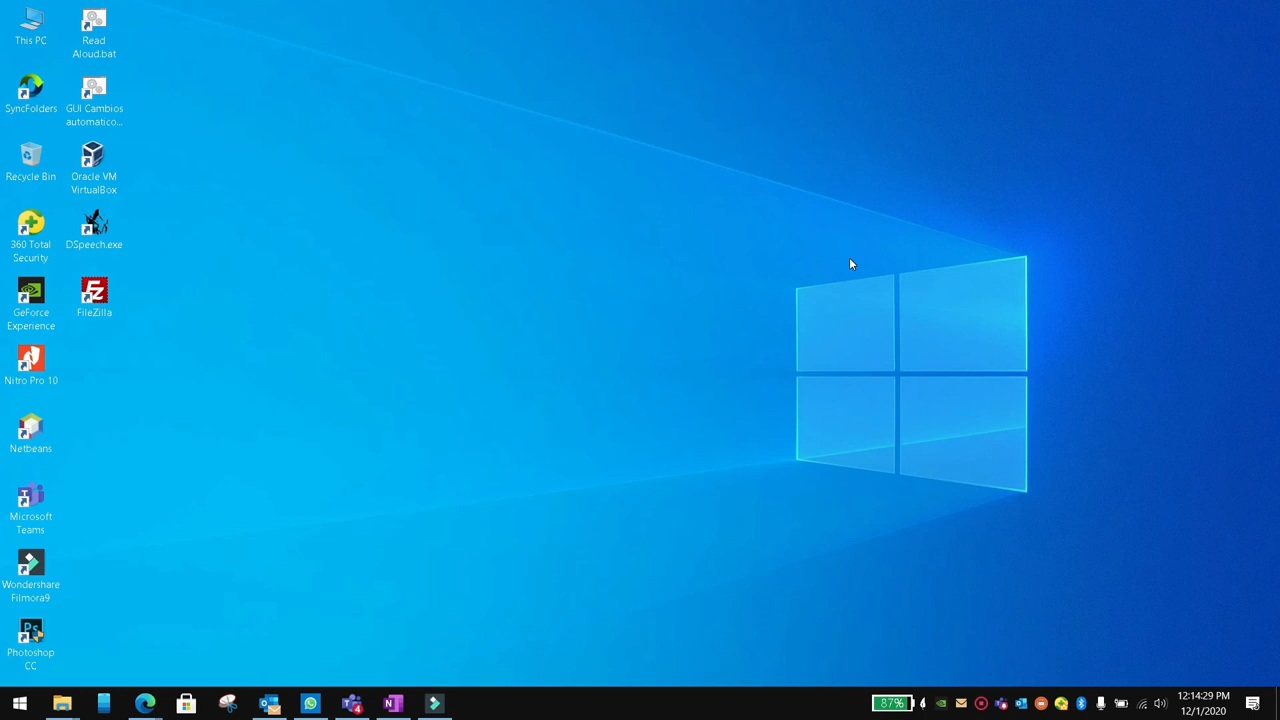 This PC
Read
Aloud.bat
SyncFolders
GUI Cambios
automatico...
Recycle Bin
Oracle VM
VirtualBox
360 Total
Security
DSpeech.exe
GeForce
Experience
FileZilla
Nitro Pro 10
Netbeans
Microsoft
Teams
Wondershare
Filmora9
Photoshop
CC
87%
12:14:29 PM
12/1/2020